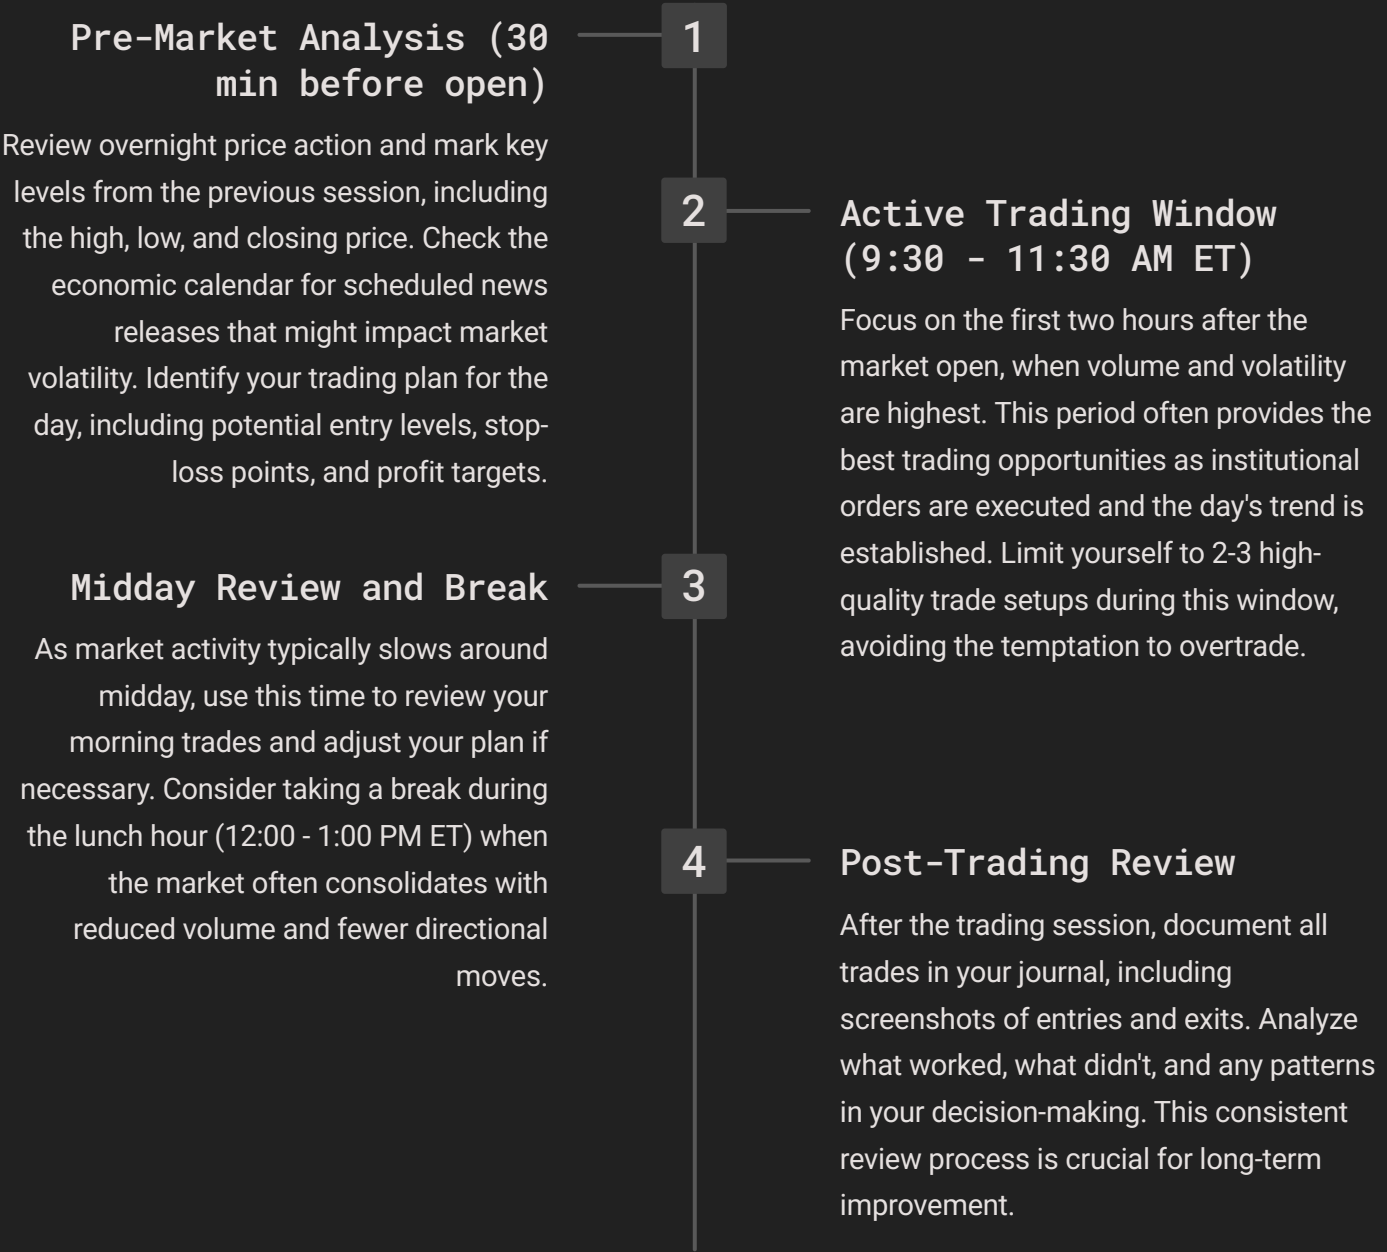 1
Pre-Market Analysis (30
min before open)
Review overnight price action and mark key
levels from the previous session, including
the high, low, and closing price. Check the
economic calendar for scheduled news
releases that might impact market
volatility. Identify your trading plan for the
day, including potential entry levels, stop-
loss points, and profit targets.
2
Active Trading Window
(9:30 - 11:30 AM ET)
Focus on the first two hours after the
market open, when volume and volatility
are highest. This period often provides the
best trading opportunities as institutional
orders are executed and the day's trend is
established. Limit yourself to 2-3 high-
quality trade setups during this window,
avoiding the temptation to overtrade.
3
Midday Review and Break
As market activity typically slows around
midday, use this time to review your
morning trades and adjust your plan if
necessary. Consider taking a break during
the lunch hour (12:00 - 1:00 PM ET) when
the market often consolidates with
reduced volume and fewer directional
moves.
4
Post-Trading Review
After the trading session, document all
trades in your journal, including
screenshots of entries and exits. Analyze
what worked, what didn't, and any patterns
in your decision-making. This consistent
review process is crucial for long-term
improvement.